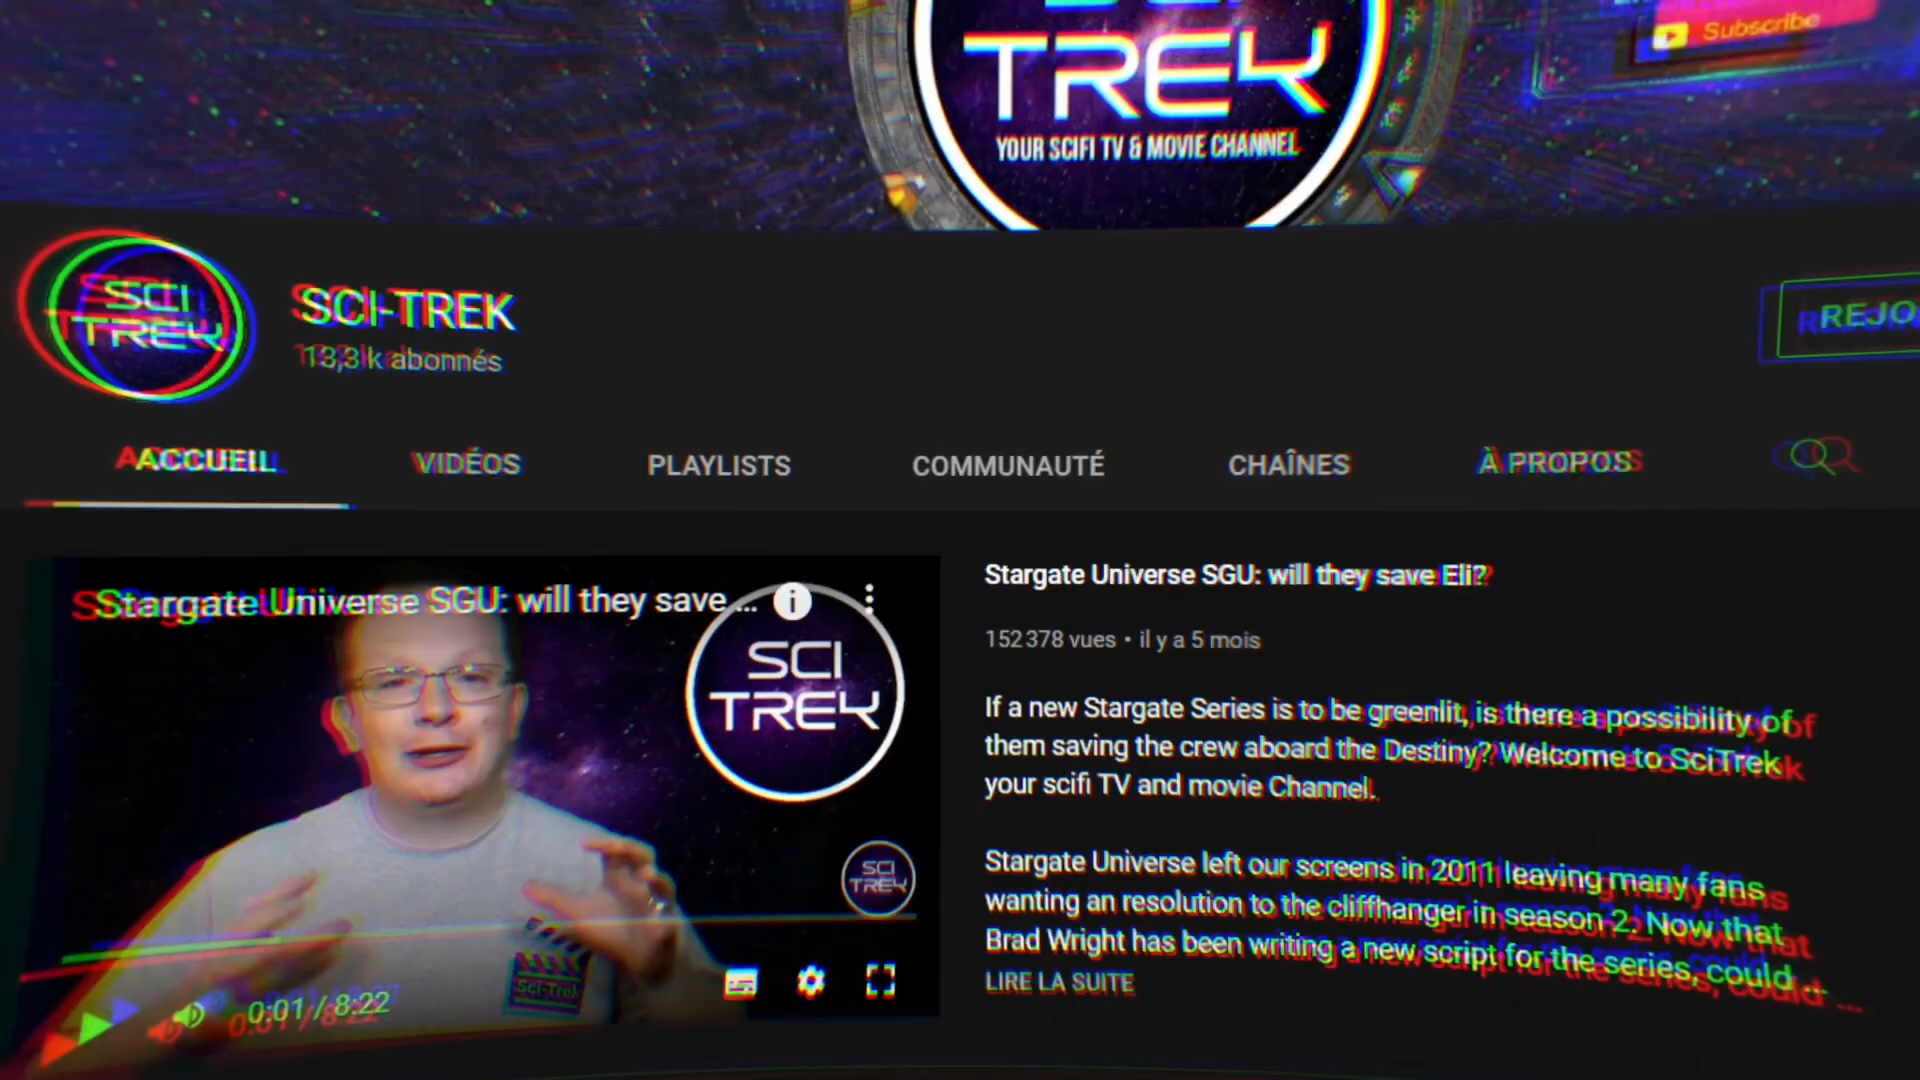 TREK
YOUR SCIFI TV & MOVIE CHANNEL
Subscribe
SCI
TREK
SCI-TREK
13,3 k abonnés
ACCUEIL
VIDÉOS
PLAYLISTS
COMMUNAUTÉ
CHAÎNES
À PROPOS
Stargate Universe SGU: will they save ...
SCI
TREK
SCI
TREK
Sci-Trek
0:01 / 8:22
Stargate Universe SGU: will they save Eli?
152 378 vues • il y a 5 mois
If a new Stargate Series is to be greenlit, is there a possibility of
them saving the crew aboard the Destiny? Welcome to SciTrek
your scifi TV and movie Channel.
Stargate Universe left our screens in 2011 leaving many fans
wanting an resolution to the cliffhanger in season 2. Now that
Brad Wright has been writing a new script for the series, could ...
LIRE LA SUITE